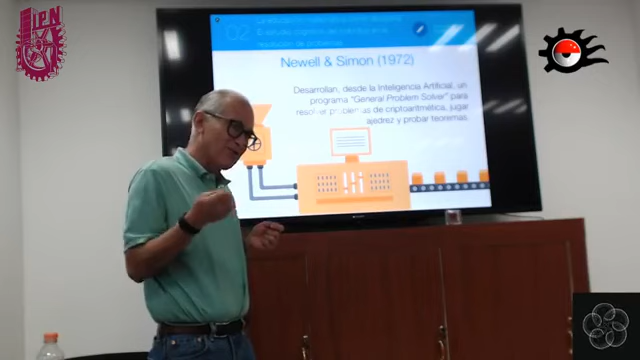 IPN
02
Newell & Simon (1972)
Desarrollan, desde la Inteligencia Artificial, un
programa "General Problem Solver" para
resolver problemas de criptoaritmética, jugar
ajedrez y probar teoremas